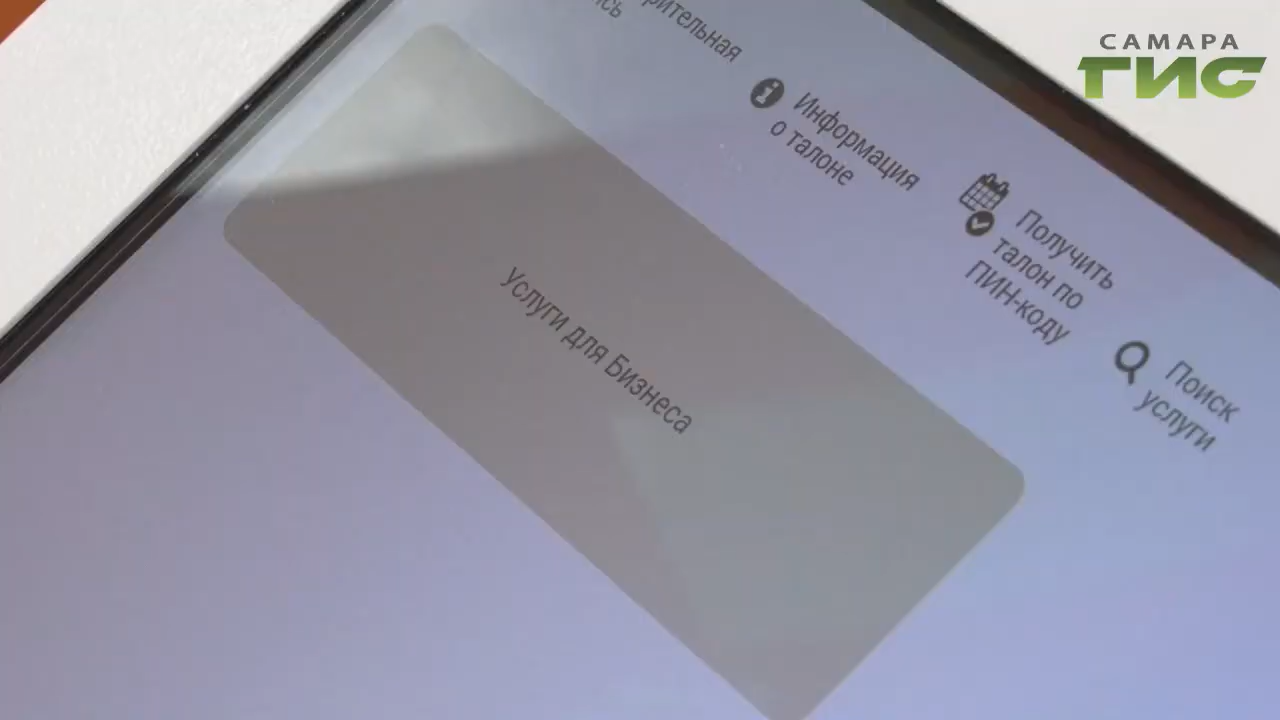 САМАРА
ГИС
Информация
о талоне
Получить
талон по
ПИН-коду
Поиск
услуги
Услуги для Бизнеса